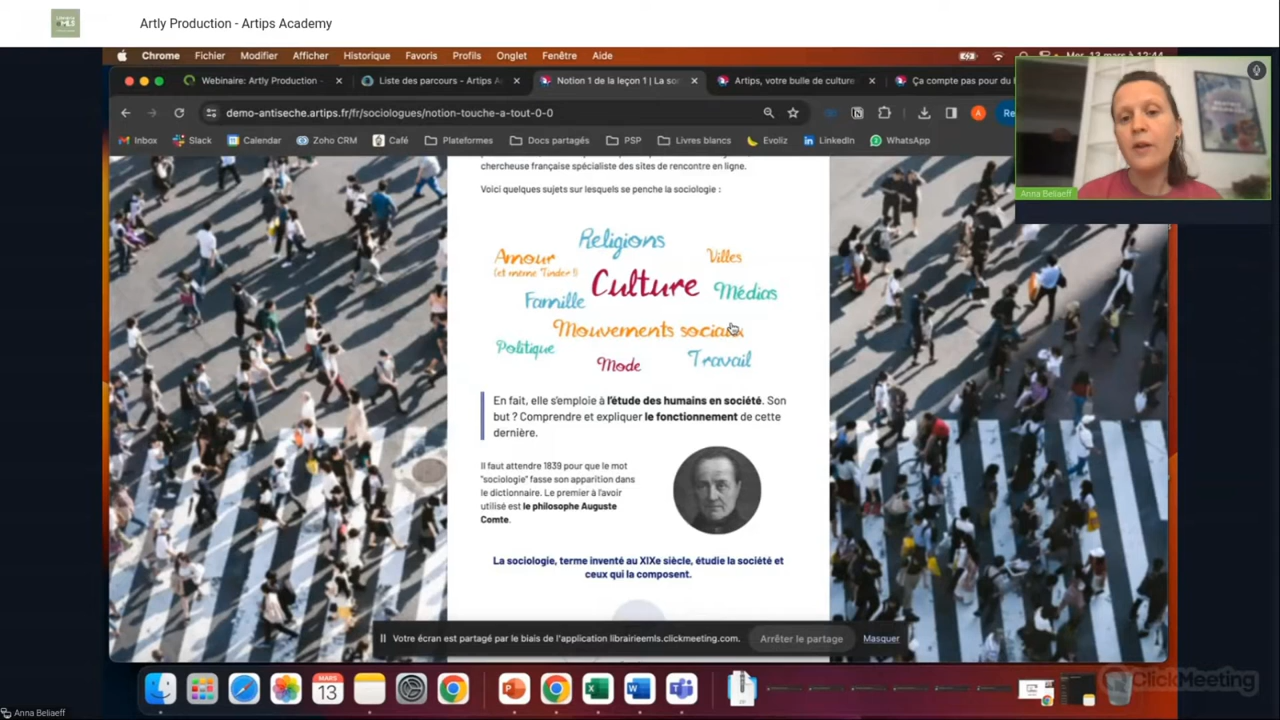 Artly Production - Artips Academy
Chrome Fichier Modifier Afficher Historique Favoris Profils Onglet Fenêtre Aide
Webinaire: Artly Production -
Liste des parcours - Artips A
Notion 1 de la leçon 1 | La so
Artips, votre bulle de culture
Ça compte pas pour du
demo-antiseche.artips.fr/fr/sociologues/notion-touche-a-tout-0-0
Inbox Slack Calendar Zoho CRM Café Plateformes Docs partagés PSP Livres blancs Evoliz LinkedIn WhatsApp
Anna Beliaeff
chercheuse française spécialiste des sites de rencontre en ligne.
Voici quelques sujets sur lesquels se penche la sociologie :
Religions
Amour
(et même Tinder !)
Villes
Culture
Médias
Famille
Mouvements sociaux
Politique
Mode
Travail
En fait, elle s'emploie à l'étude des humains en société. Son
but ? Comprendre et expliquer le fonctionnement de cette
dernière.
Il faut attendre 1839 pour que le mot
"sociologie" fasse son apparition dans
le dictionnaire. Le premier à l'avoir
utilisé est le philosophe Auguste
Comte.
La sociologie, terme inventé au XIXe siècle, étudie la société et
ceux qui la composent.
Votre écran est partagé par le biais de l'application librairieemls.clickmeeting.com.
Arrêter le partage
Masquer
MARS
13
ClickMeeting
Anna Beliaeff